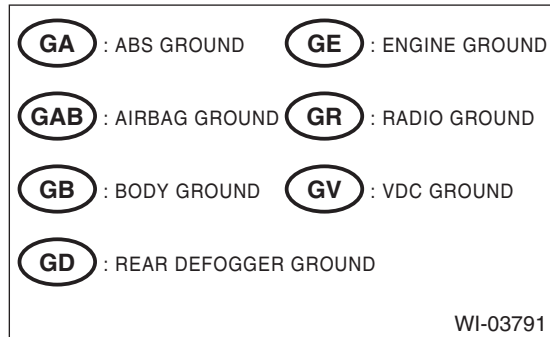 GA : ABS GROUND GE : ENGINE GROUND
GAB : AIRBAG GROUND GR : RADIO GROUND
GB : BODY GROUND GV : VDC GROUND
GD : REAR DEFOGGER GROUND
WI-03791